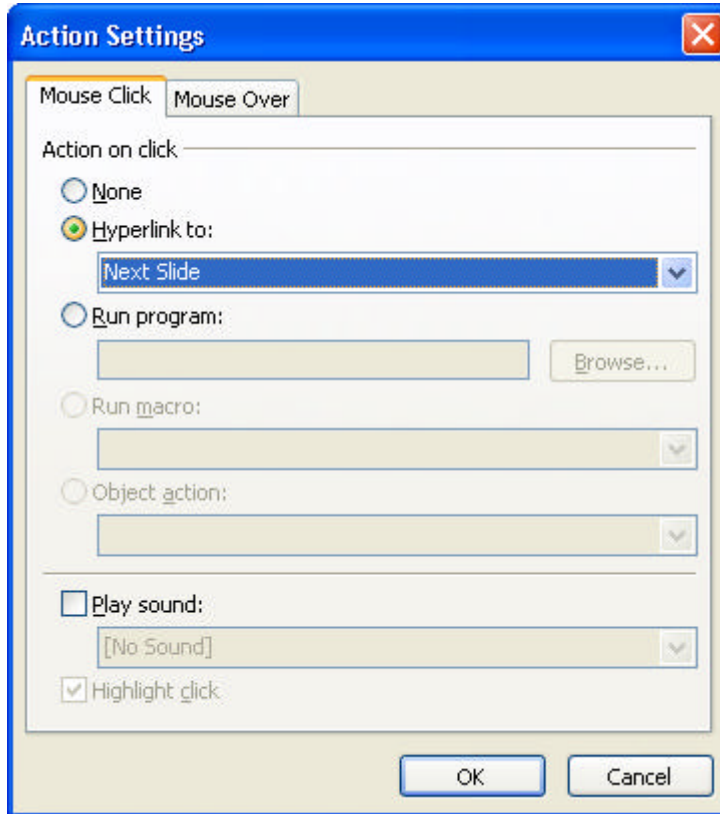 Action Settings
Mouse Click Mouse Over
Action on click
None
Hyperlink to:
Next Slide
Run program:
Browse...
Run macro:
Object action:
Play sound:
[No Sound]
Highlight click
OK Cancel